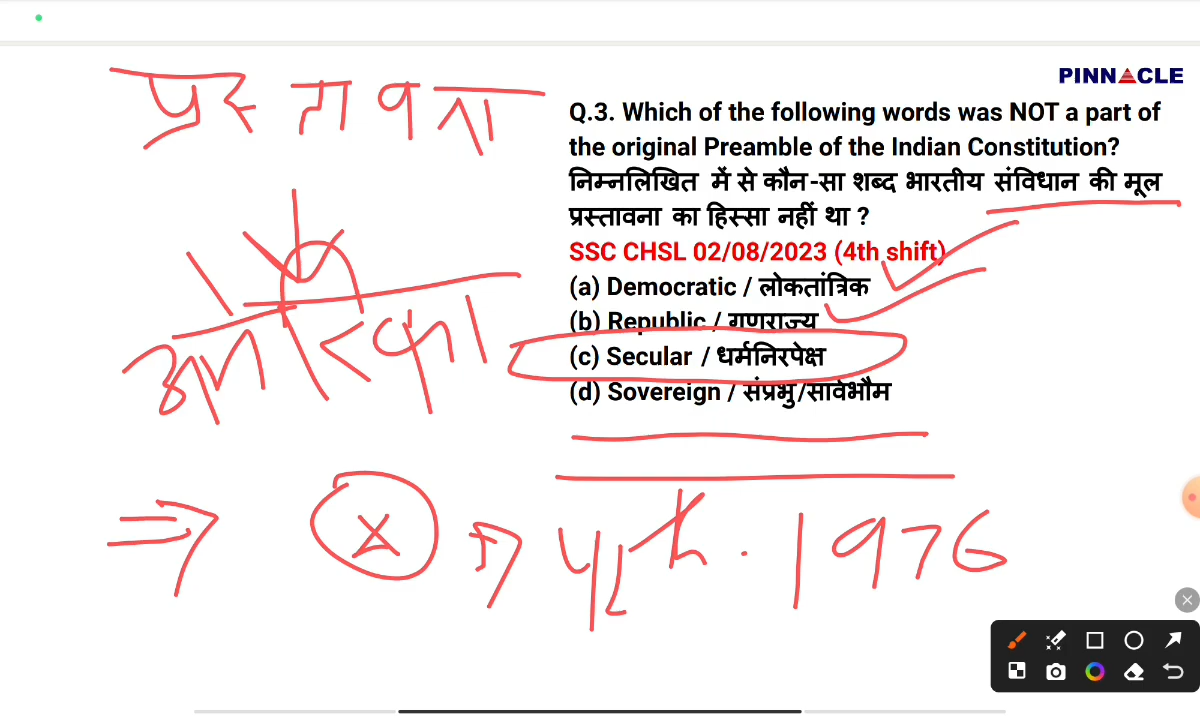 PINNACLE
प्रस्तावना
Q.3. Which of the following words was NOT a part of
the original Preamble of the Indian Constitution?
निम्नलिखित में से कौन-सा शब्द भारतीय संविधान की मूल
प्रस्तावना का हिस्सा नहीं था ?
SSC CHSL 02/08/2023 (4th shift)
(a) Democratic / लोकतांत्रिक
(b) Republic / गणराज्य
(c) Secular / धर्मनिरपेक्ष
(d) Sovereign / संप्रभु/सार्वभौम
अमेरिका
⇒ X ⇒ 42th. 1976